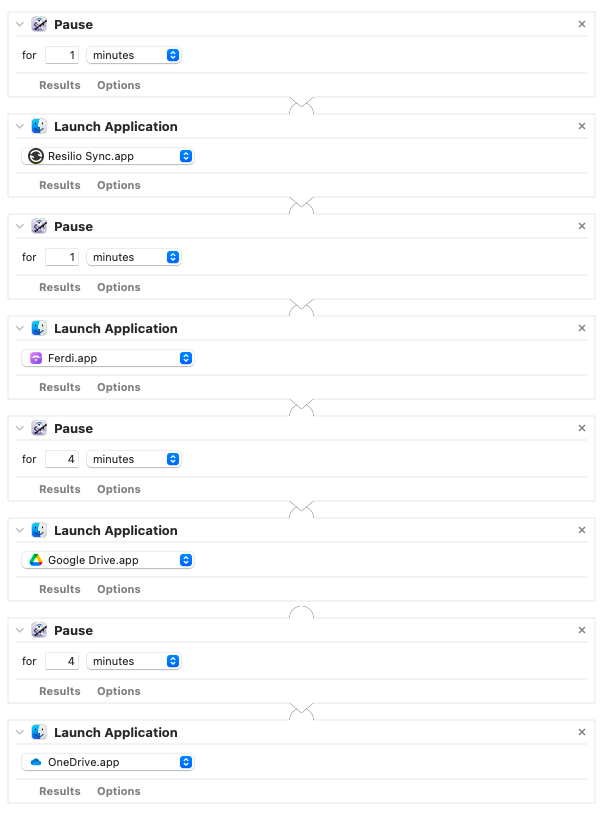 Pause
for 1 minutes
Results Options
Launch Application
Resilio Sync.app
Results Options
Pause
for 1 minutes
Results Options
Launch Application
Ferdi.app
Results Options
Pause
for 4 minutes
Results Options
Launch Application
Google Drive.app
Results Options
Pause
for 4 minutes
Results Options
Launch Application
OneDrive.app
Results Options